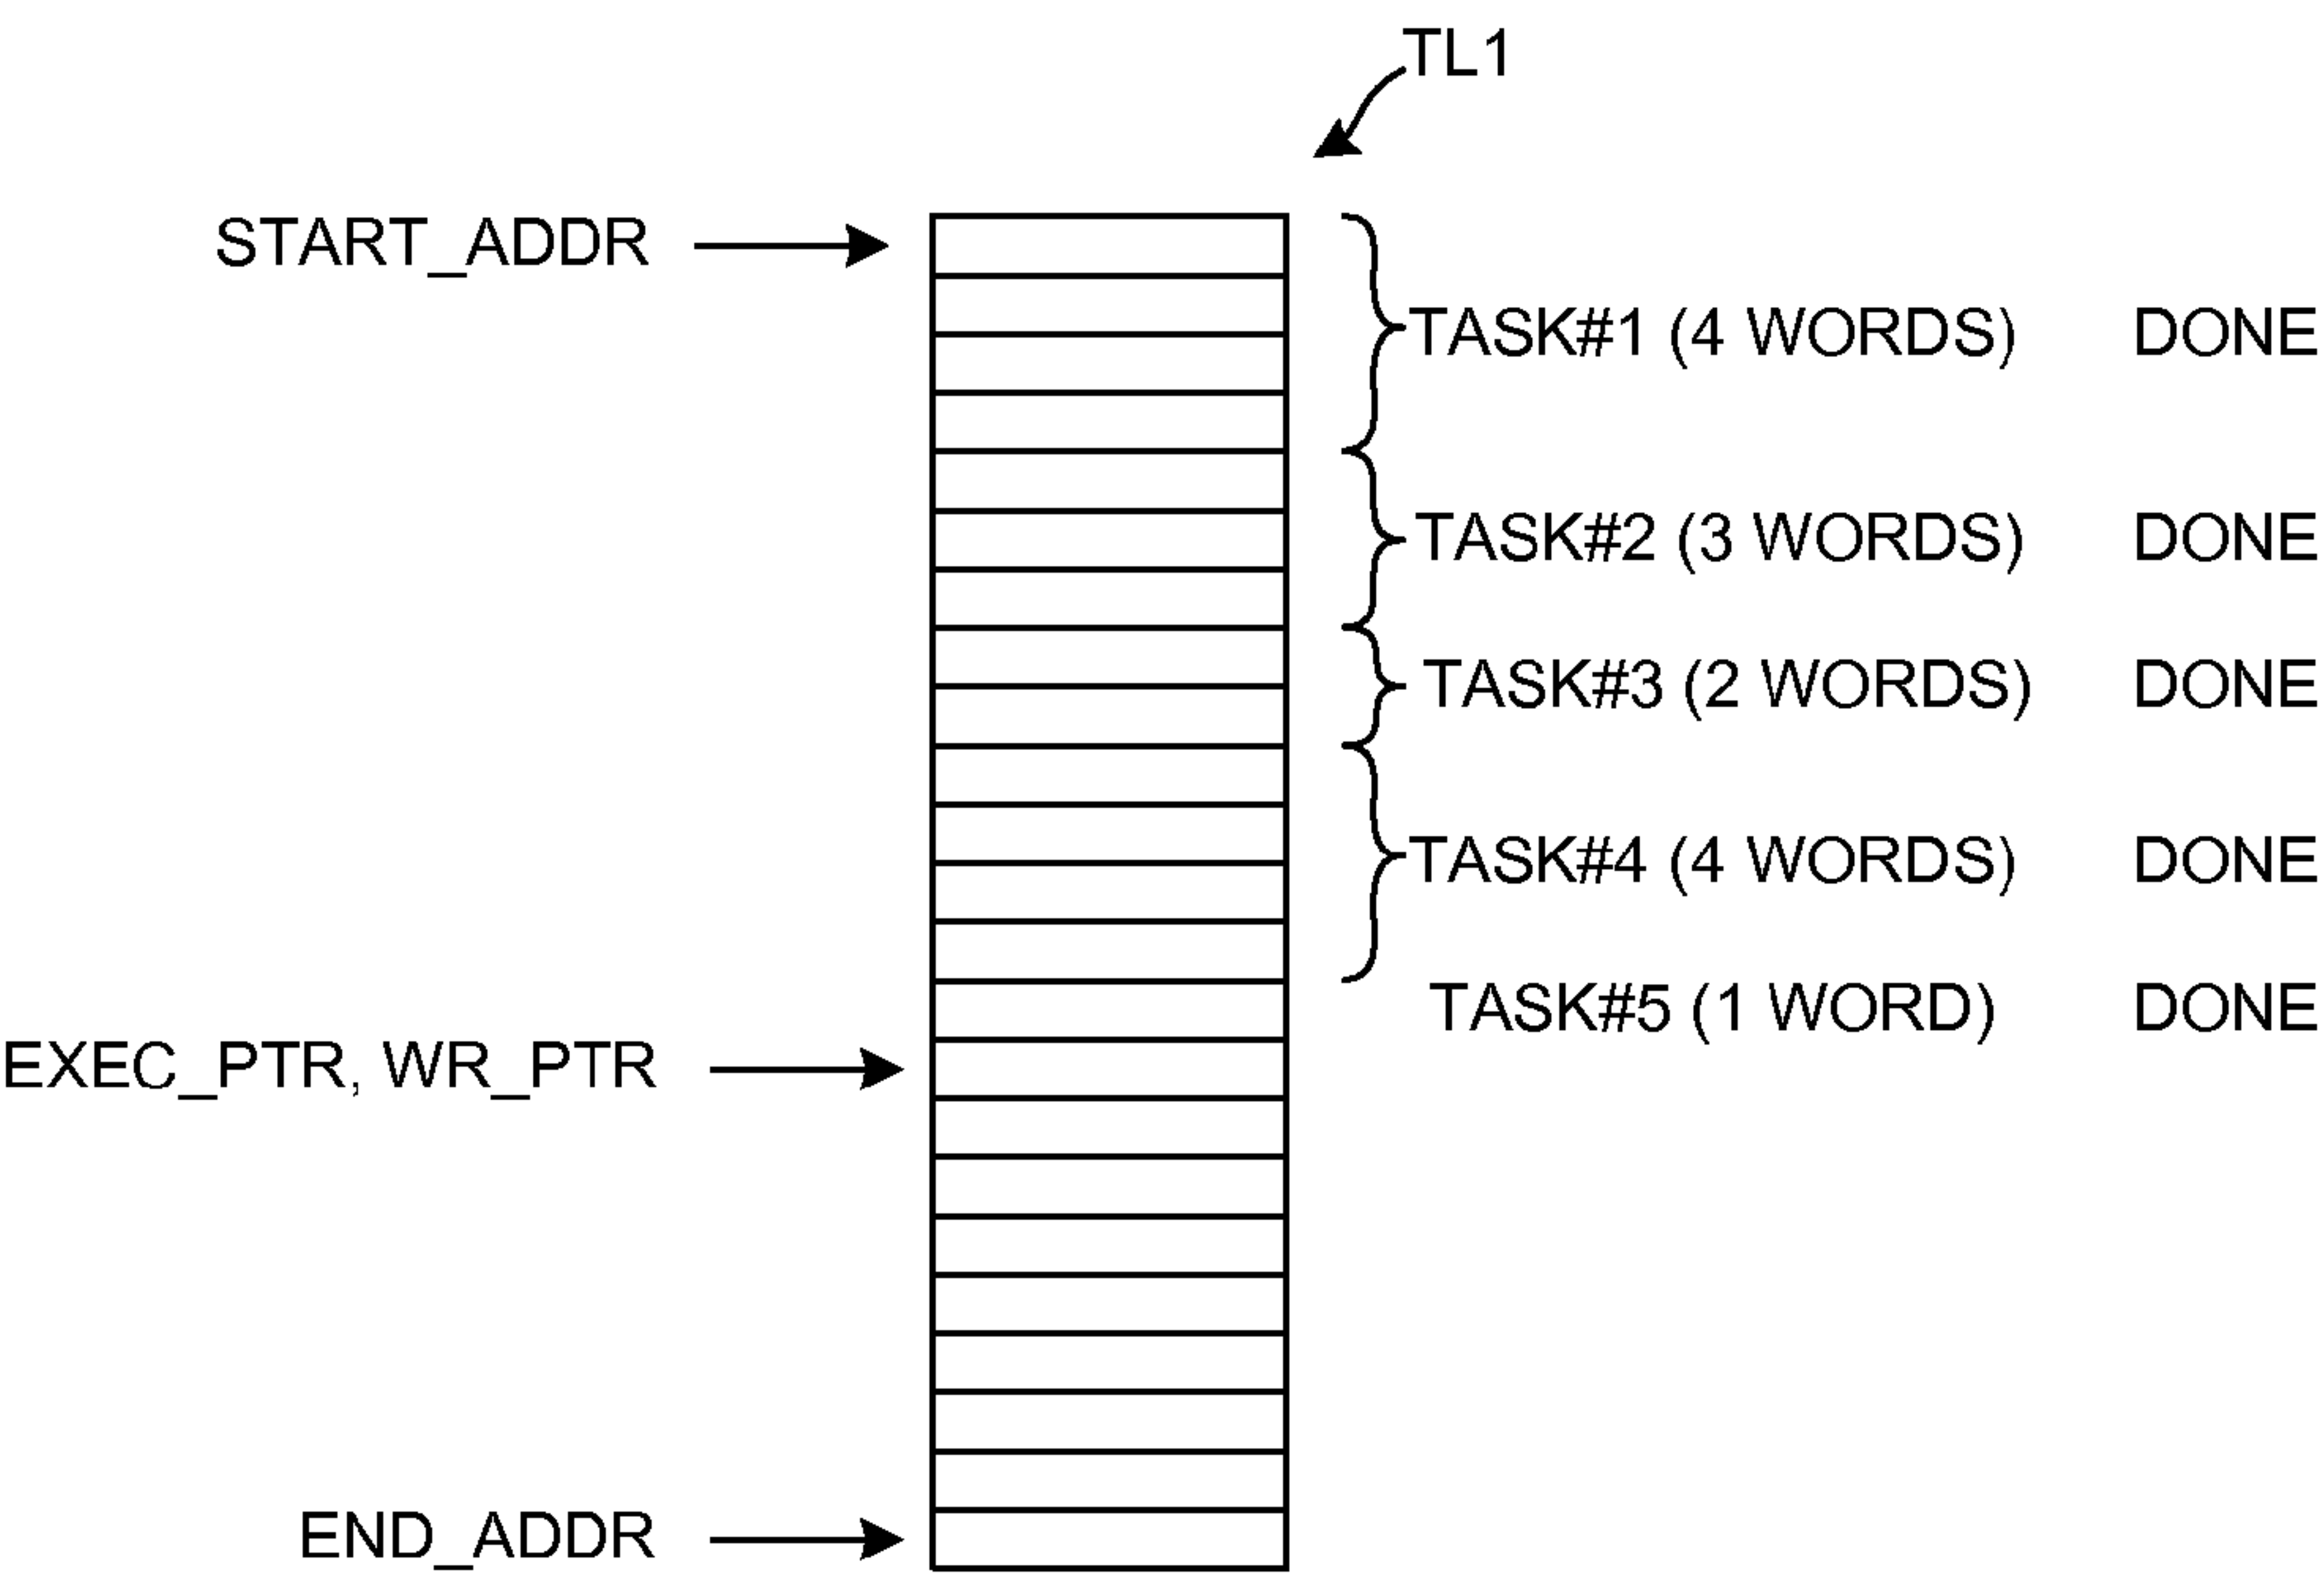 TL1
START_ADDR
TASK#1 (4 WORDS) DONE
TASK#2 (3 WORDS) DONE
TASK#3 (2 WORDS) DONE
TASK#4 (4 WORDS) DONE
TASK#5 (1 WORD) DONE
EXEC_PTR, WR_PTR
END_ADDR